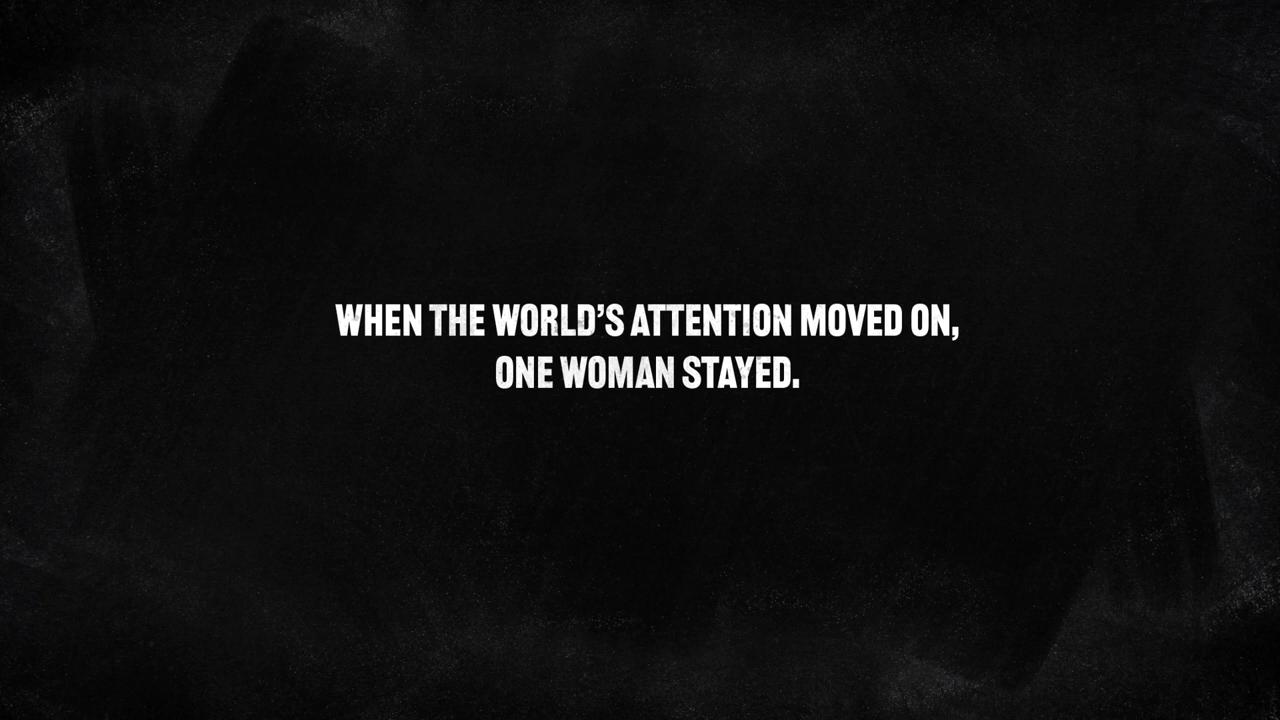 WHEN THE WORLD’S ATTENTION MOVED ON,
ONE WOMAN STAYED.